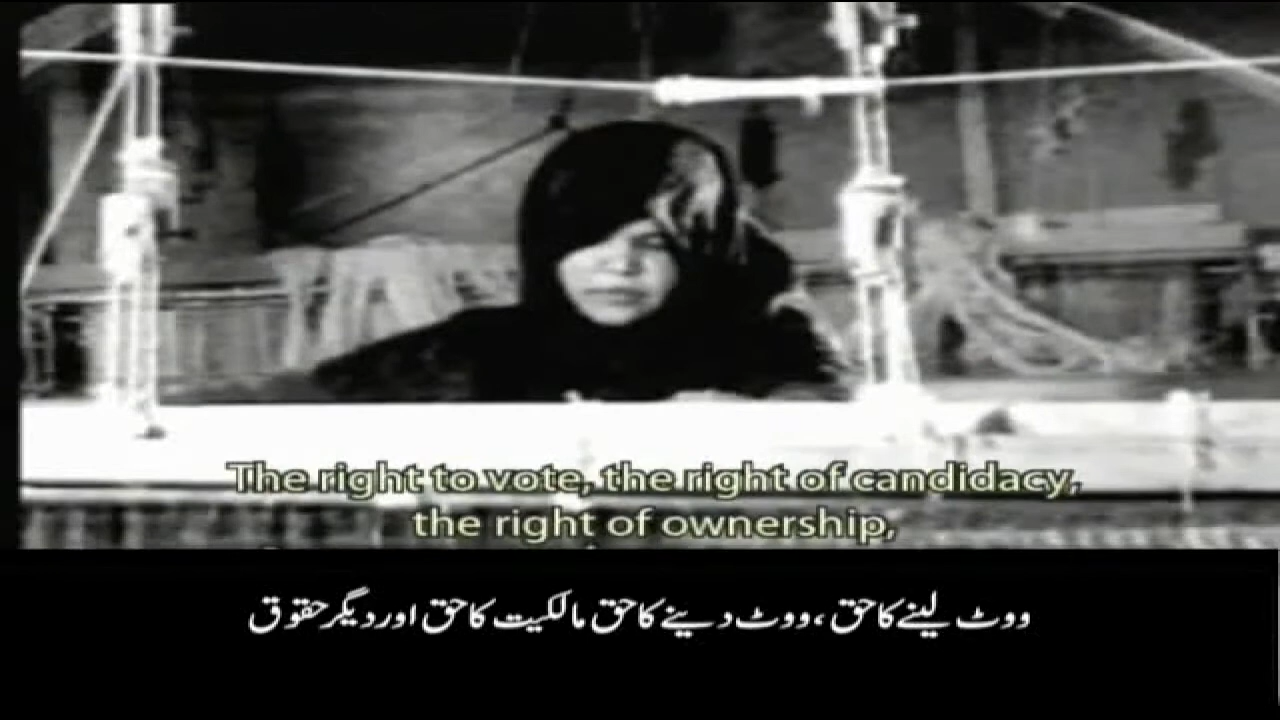 The right to vote, the right of candidacy,
the right of ownership,
ووٹ لینے کا حق ، ووٹ دینے کا حق مالکیت کا حق اور دیگر حقوق